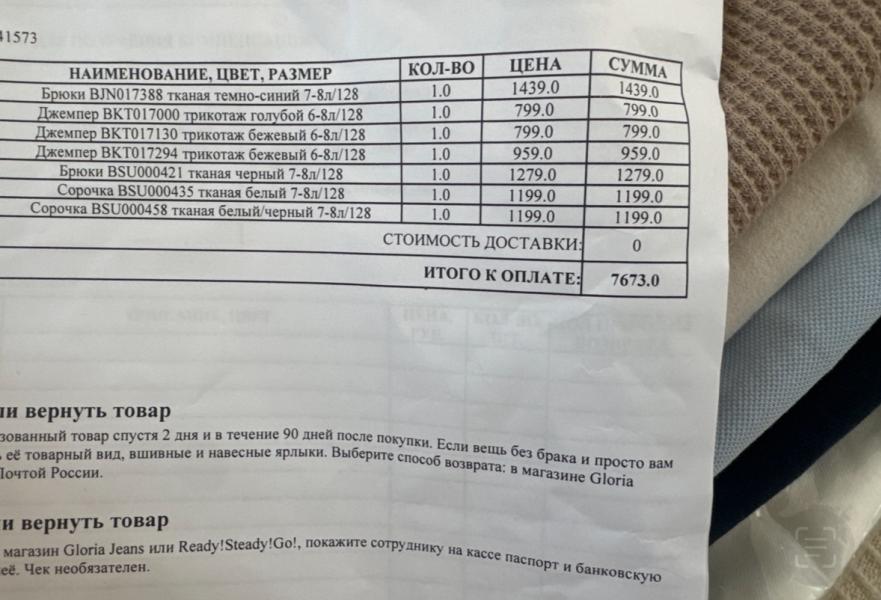 41573
НАИМЕНОВАНИЕ, ЦВЕТ, РАЗМЕР КОЛ-ВО ЦЕНА СУММА
Брюки BJN017388 тканая темно-синий 7-8л/128 1.0 1439.0 1439.0
Джемпер BKT017000 трикотаж голубой 6-8л/128 1.0 799.0 799.0
Джемпер BKT017130 трикотаж бежевый 6-8л/128 1.0 799.0 799.0
Джемпер BKT017294 трикотаж бежевый 6-8л/128 1.0 959.0 959.0
Брюки BSU000421 тканая черный 7-8л/128 1.0 1279.0 1279.0
Сорочка BSU000435 тканая белый 7-8л/128 1.0 1199.0 1199.0
Сорочка BSU000458 тканая белый/черный 7-8л/128 1.0 1199.0 1199.0
СТОИМОСТЬ ДОСТАВКИ: 0
ИТОГО К ОПЛАТЕ: 7673.0
ли вернуть товар
зованный товар спустя 2 дня и в течение 90 дней после покупки. Если вещь без брака и просто вам
её товарный вид, вшивные и навесные ярлыки. Выберите способ возврата: в магазине Gloria
Почтой России.
и вернуть товар
магазин Gloria Jeans или Ready!Steady!Go!, покажите сотруднику на кассе паспорт и банковскую
её. Чек необязателен.